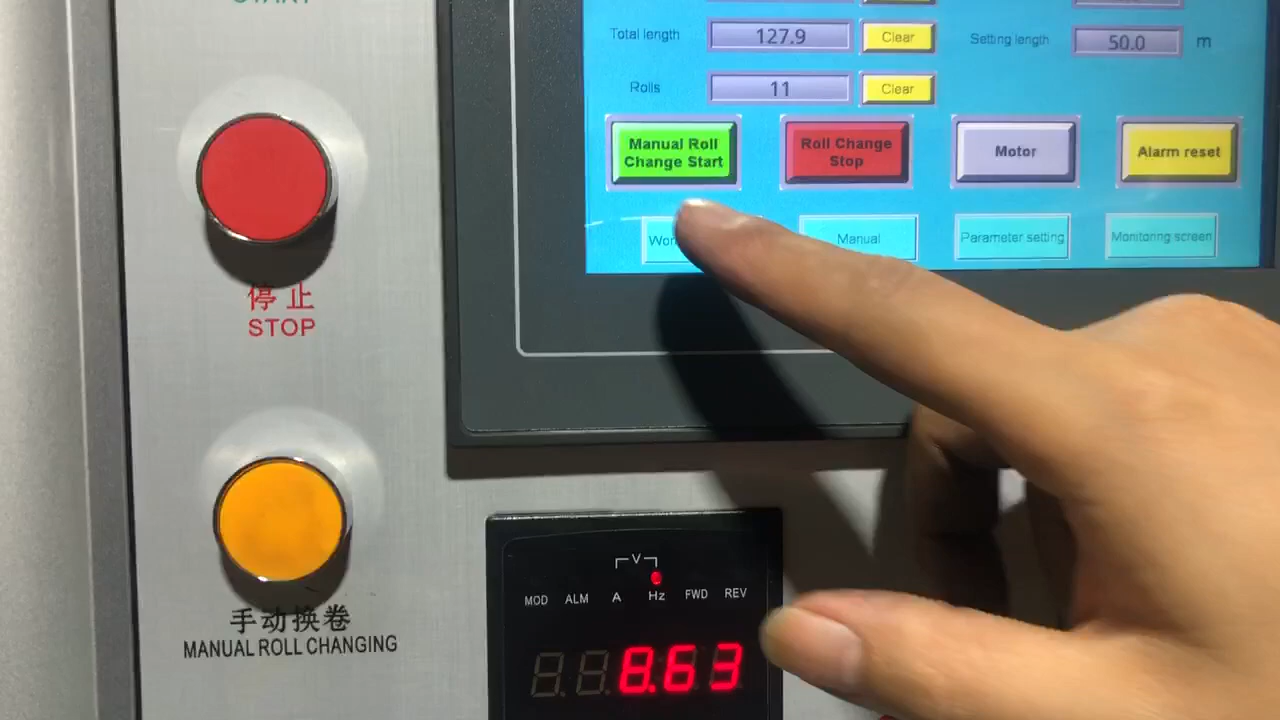 START
Total length 127.9 Clear Setting length 50.0 m
Rolls 11 Clear
Manual Roll
Change Start
Roll Change
Stop
Motor
Alarm reset
Manual
Parameter setting
Monitoring screen
停止
STOP
手动换卷
MANUAL ROLL CHANGING
V
MOD ALM A Hz FWD REV
8.63